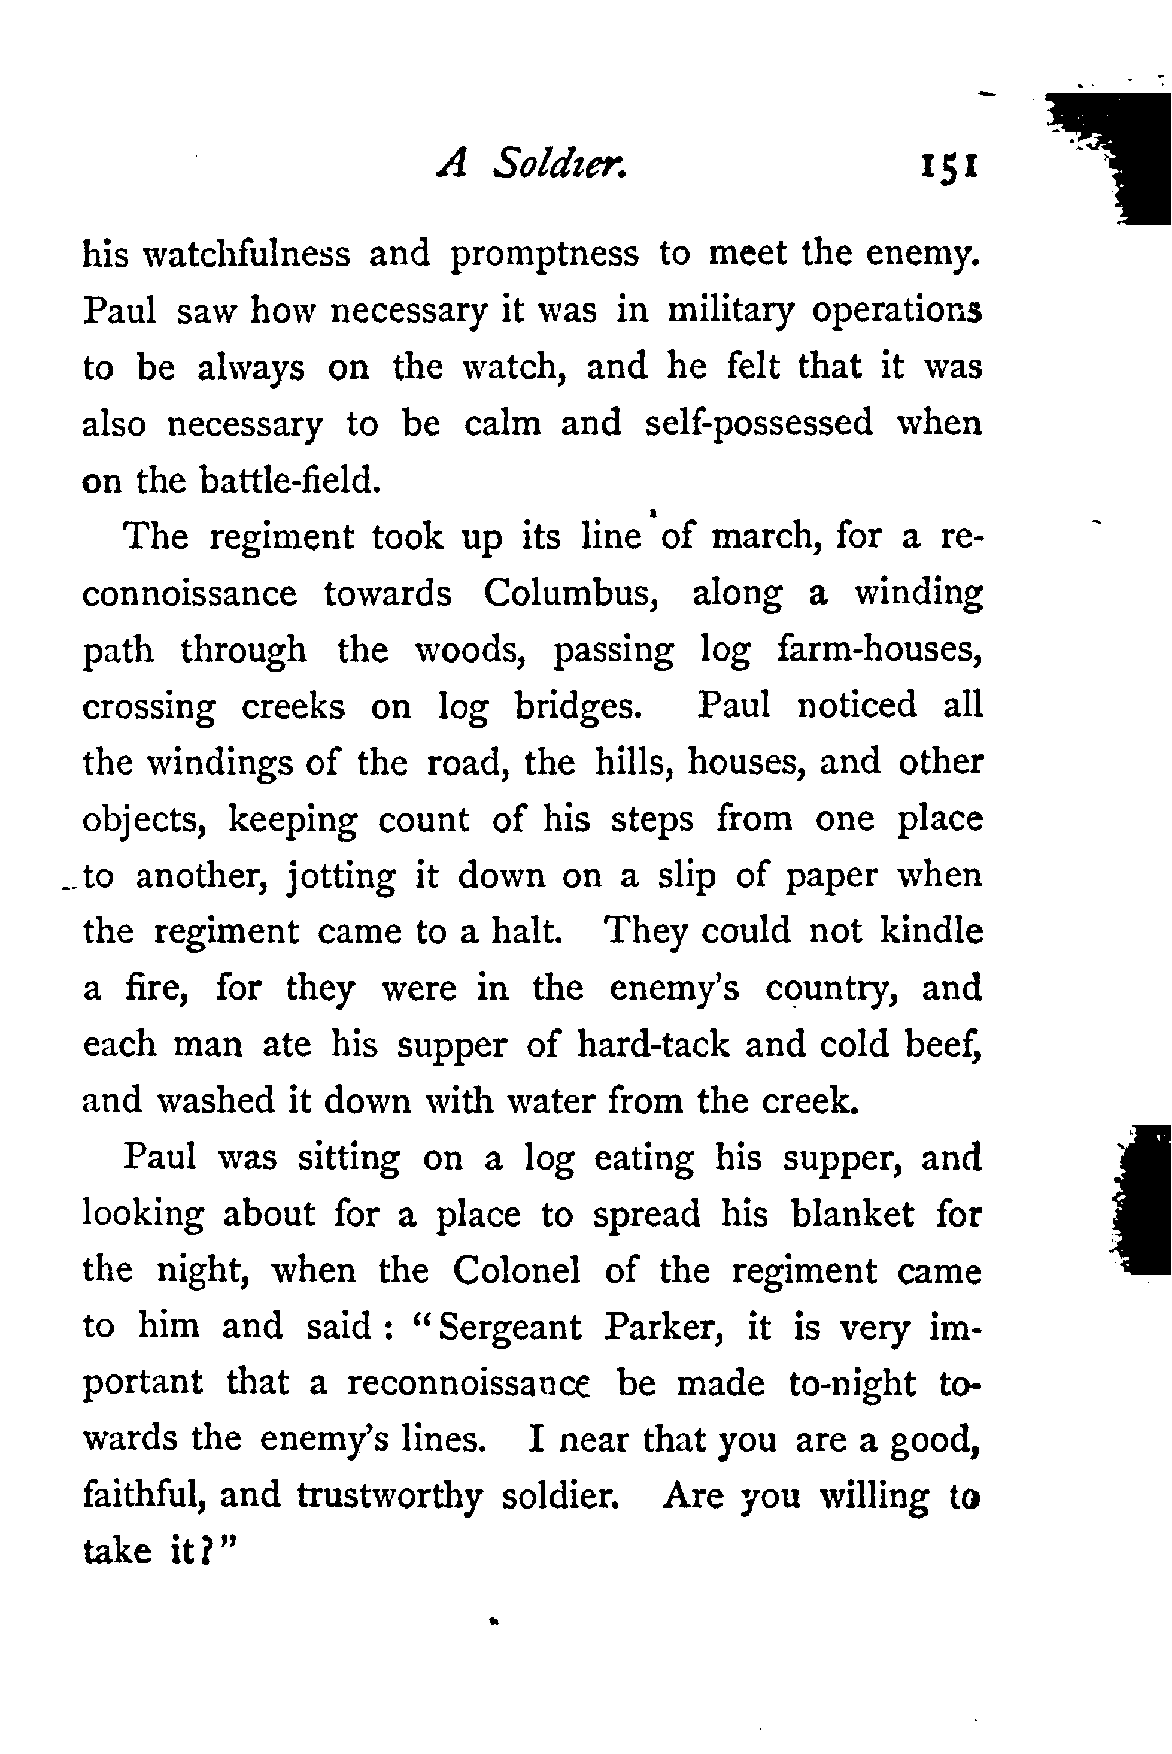 A Soldier. 151
his watchfulness and promptness to meet the enemy.
Paul saw how necessary it was in military operations
to be always on the watch, and he felt that it was
also necessary to be calm and self-possessed when
on the battle-field.
The regiment took up its line of march, for a re-
connoissance towards Columbus, along a winding
path through the woods, passing log farm-houses,
crossing creeks on log bridges. Paul noticed all
the windings of the road, the hills, houses, and other
objects, keeping count of his steps from one place
to another, jotting it down on a slip of paper when
the regiment came to a halt. They could not kindle
a fire, for they were in the enemy's country, and
each man ate his supper of hard-tack and cold beef,
and washed it down with water from the creek.
Paul was sitting on a log eating his supper, and
looking about for a place to spread his blanket for
the night, when the Colonel of the regiment came
to him and said : “ Sergeant Parker, it is very im-
portant that a reconnoissance be made to-night to-
wards the enemy's lines. I near that you are a good,
faithful, and trustworthy soldier. Are you willing to
take it? ”